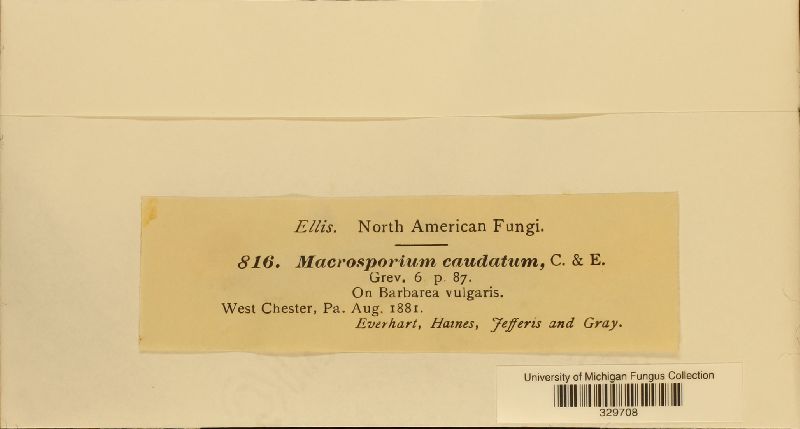 Ellis. North American Fungi.
816. Macrosporium caudatum, C. & E.
Grev. 6 p. 87.
On Barbarea vulgaris.
West Chester, Pa. Aug. 1881.
Everhart, Haines, Jefferis and Gray.
University of Michigan Fungus Collection
329708